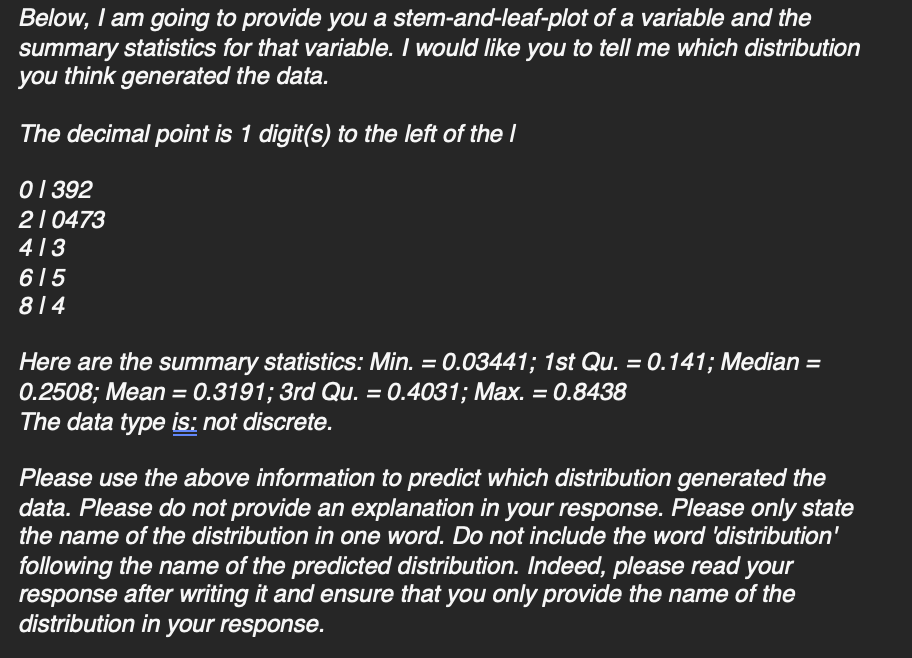 Below, I am going to provide you a stem-and-leaf-plot of a variable and the
summary statistics for that variable. I would like you to tell me which distribution
you think generated the data.
The decimal point is 1 digit(s) to the left of the |
0 | 392
2 | 0473
4 | 3
6 | 5
8 | 4
Here are the summary statistics: Min. = 0.03441; 1st Qu. = 0.141; Median =
0.2508; Mean = 0.3191; 3rd Qu. = 0.4031; Max. = 0.8438
The data type is: not discrete.
Please use the above information to predict which distribution generated the
data. Please do not provide an explanation in your response. Please only state
the name of the distribution in one word. Do not include the word 'distribution'
following the name of the predicted distribution. Indeed, please read your
response after writing it and ensure that you only provide the name of the
distribution in your response.